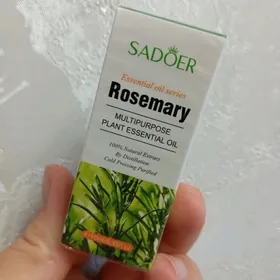 SADOER
Essential oil series
Rosemary
MULTIPURPOSE
PLANT ESSENTIAL OIL
100% Natural Extract
By Distillation
Cold Pressing Purified